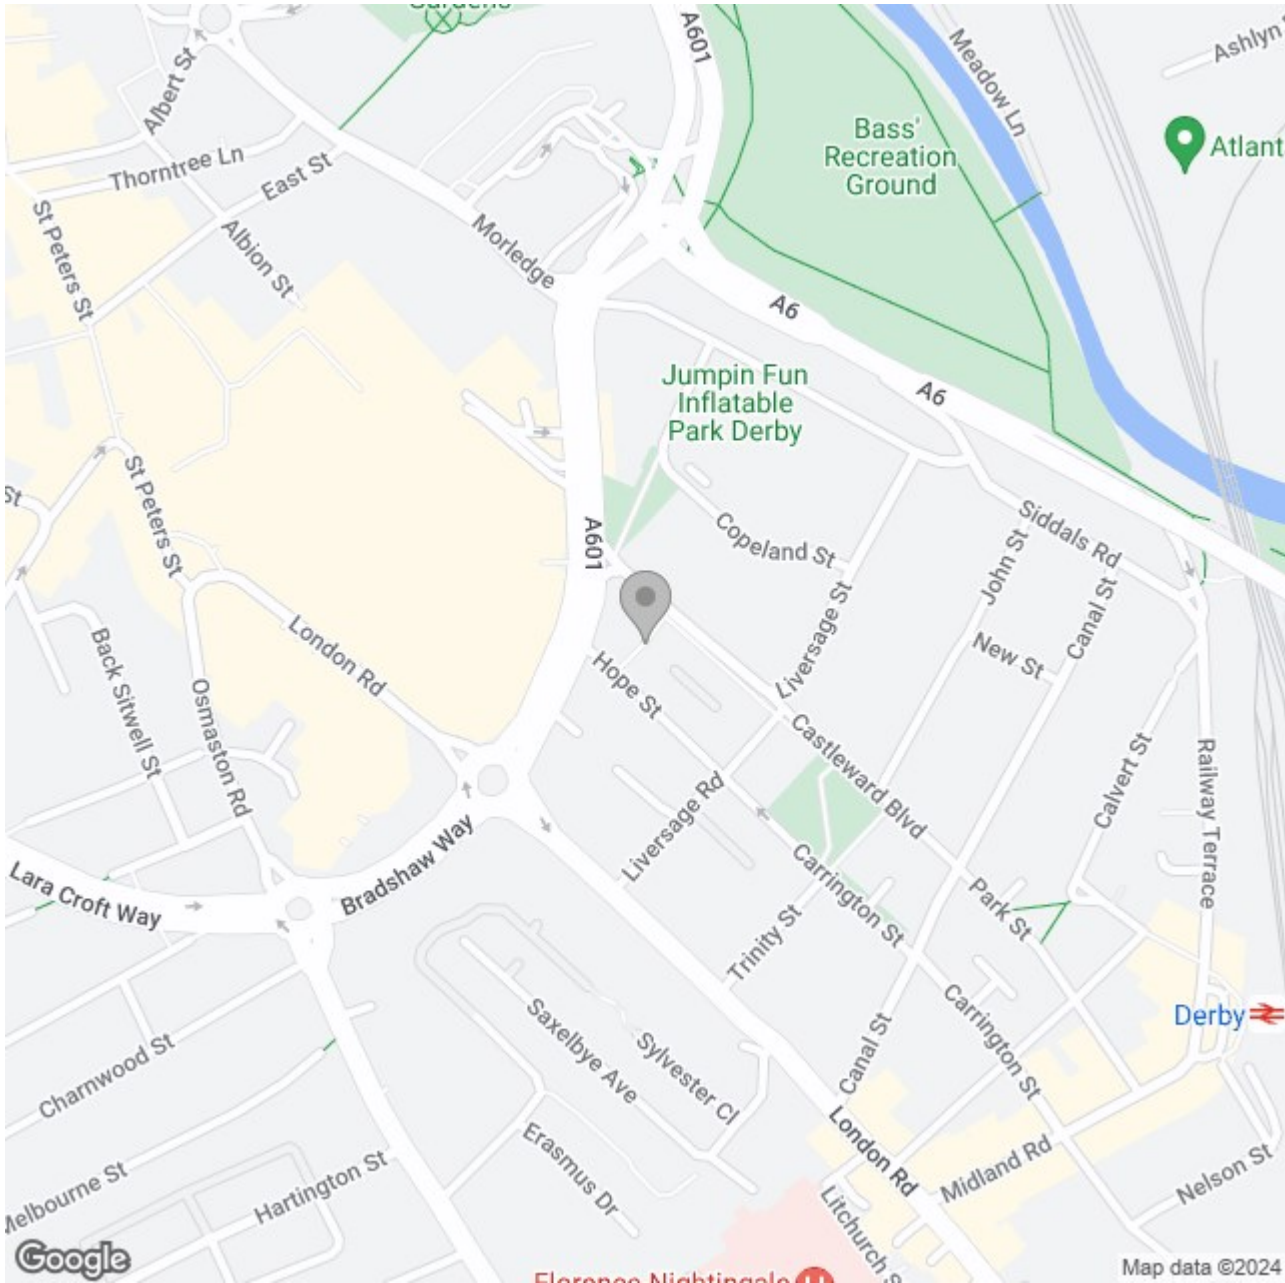 Gardens
A601
Meadow Ln
Ashlyn
Albert St
Bass'
Recreation
Ground
Atlant
Thorntree Ln
East St
St Peters St
Albion St
Morledge
A6
A6
Jumpin Fun
Inflatable
Park Derby
St
St Peters St
A601
Copeland St
Siddals Rd
John St
Canal St
New St
Liversage St
London Rd
Hope St
Back Sitwell St
Osmaston Rd
Castleward Blvd
Calvert St
Railway Terrace
Liversage Rd
Bradshaw Way
Lara Croft Way
Carrington St
Park St
Trinity St
Derby
Carrington St
Saxelbye Ave
Sylvester Cl
Canal St
Charnwood St
Erasmus Dr
London Rd
Midland Rd
Nelson St
Melbourne St
Hartington St
Litchurch S
Google
Florence Nightingale
H
Map data ©2024